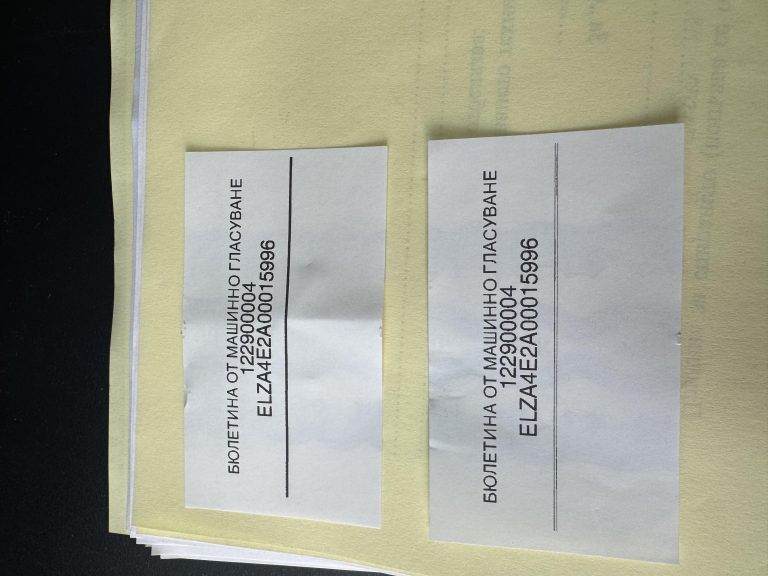 БЮЛЕТИНА ОТ МАШИННО ГЛАСУВАНЕ
122900004
ELZA4E2A00015996
БЮЛЕТИНА ОТ МАШИННО ГЛАСУВАНЕ
122900004
ELZA4E2A00015996